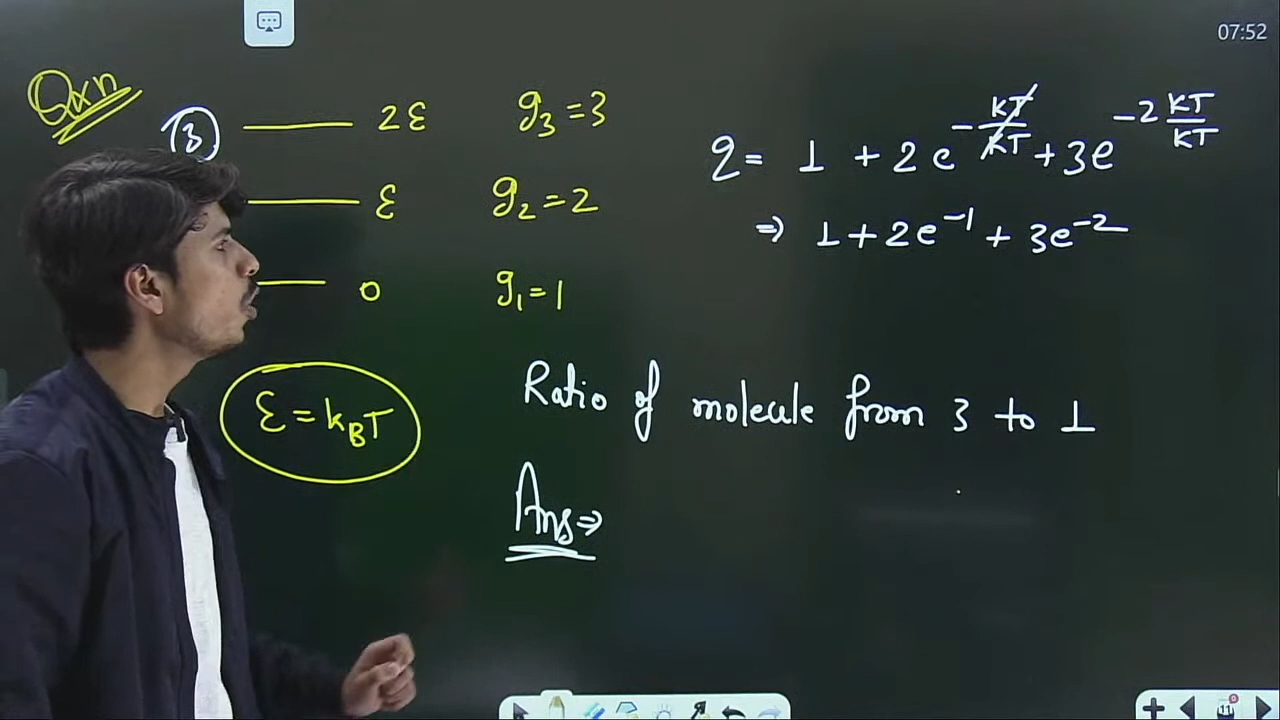 07:52
Qxn
3 2ε g₃=3
ε g₂=2
0 g₁=1
q = 1 + 2e^{-KT/KT} + 3e^{-2 KT/KT}
⇒ 1 + 2e^{-1} + 3e^{-2}
ε = k_BT
Ratio of molecule from 3 to 1
Ans ⇒
11